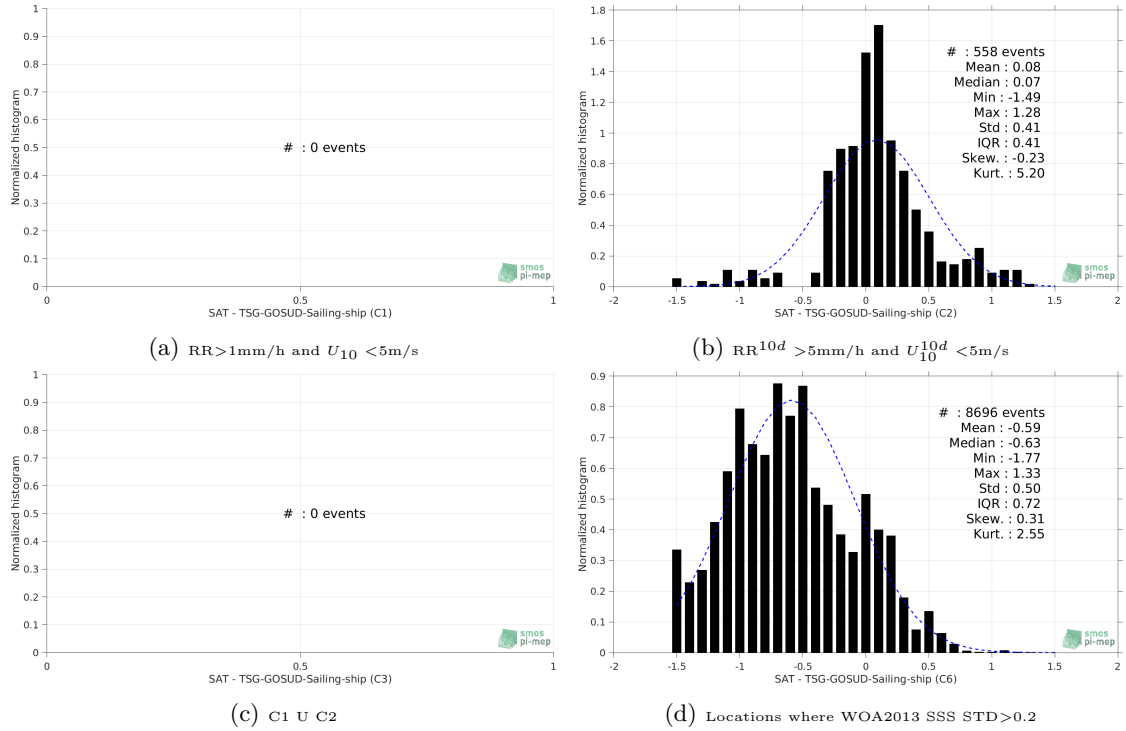 1
0.9
0.8
0.7
0.6
0.5
0.4
0.3
0.2
0.1
0
Normalized histogram
# : 0 events
smos
pi-mep
0 0.5 1
SAT - TSG-GOSUD-Sailing-ship (C1)
(a) RR>1mm/h and U10 <5m/s
1.8
1.6
1.4
1.2
1
0.8
0.6
0.4
0.2
0
Normalized histogram
# : 558 events
Mean : 0.08
Median : 0.07
Min : -1.49
Max : 1.28
Std : 0.41
IQR : 0.41
Skew. : -0.23
Kurt. : 5.20
smos
pi-mep
-2 -1.5 -1 -0.5 0 0.5 1 1.5 2
SAT - TSG-GOSUD-Sailing-ship (C2)
(b) RR^10d >5mm/h and U10^10d <5m/s
1
0.9
0.8
0.7
0.6
0.5
0.4
0.3
0.2
0.1
0
Normalized histogram
# : 0 events
smos
pi-mep
0 0.5 1
SAT - TSG-GOSUD-Sailing-ship (C3)
(c) C1 U C2
0.9
0.8
0.7
0.6
0.5
0.4
0.3
0.2
0.1
0
Normalized histogram
# : 8696 events
Mean : -0.59
Median : -0.63
Min : -1.77
Max : 1.33
Std : 0.50
IQR : 0.72
Skew. : 0.31
Kurt. : 2.55
smos
pi-mep
-2 -1.5 -1 -0.5 0 0.5 1 1.5 2
SAT - TSG-GOSUD-Sailing-ship (C6)
(d) Locations where WOA2013 SSS STD>0.2